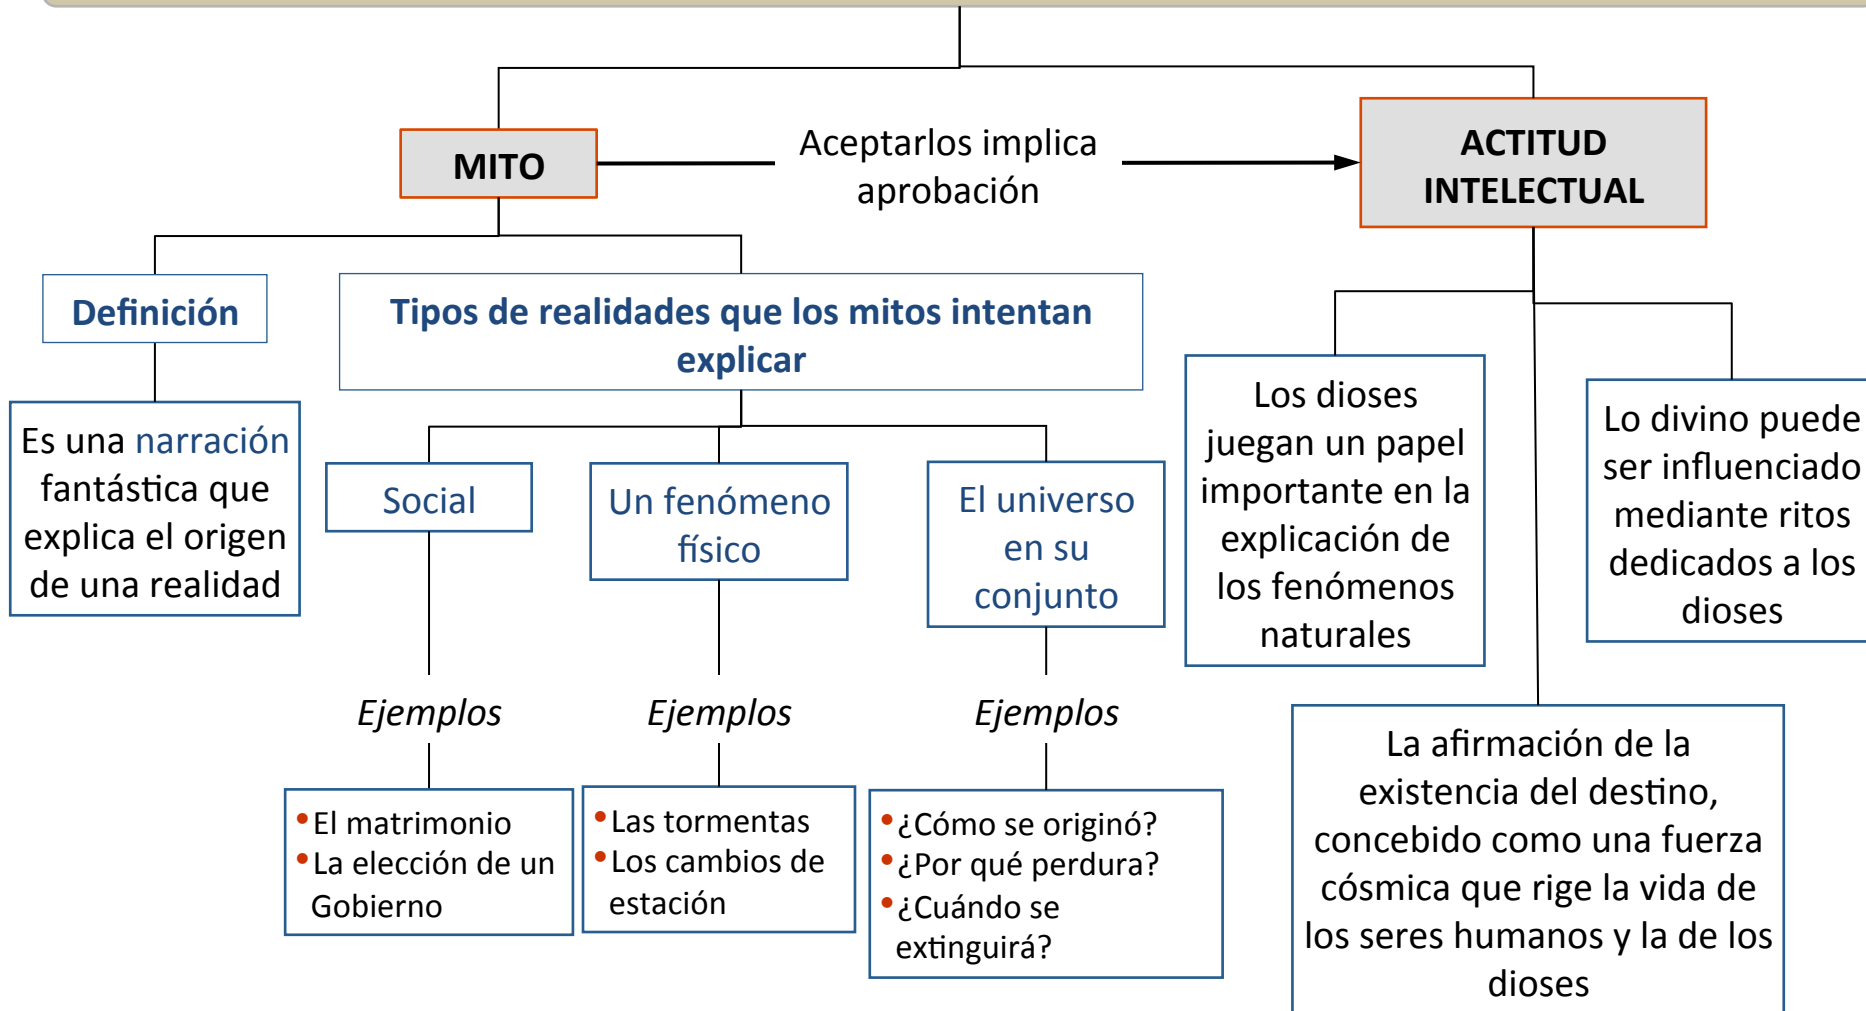 MITO
Aceptarlos implica
aprobación
ACTITUD
INTELECTUAL
Definición
Tipos de realidades que los mitos intentan
explicar
Es una narración
fantástica que
explica el origen
de una realidad
Social
Un fenómeno
físico
El universo
en su
conjunto
Los dioses
juegan un papel
importante en la
explicación de
los fenómenos
naturales
Lo divino puede
ser influenciado
mediante ritos
dedicados a los
dioses
Ejemplos
Ejemplos
Ejemplos
•El matrimonio
•La elección de un
Gobierno
•Las tormentas
•Los cambios de
estación
•¿Cómo se originó?
•¿Por qué perdura?
•¿Cuándo se
extinguirá?
La afirmación de la
existencia del destino,
concebido como una fuerza
cósmica que rige la vida de
los seres humanos y la de los
dioses